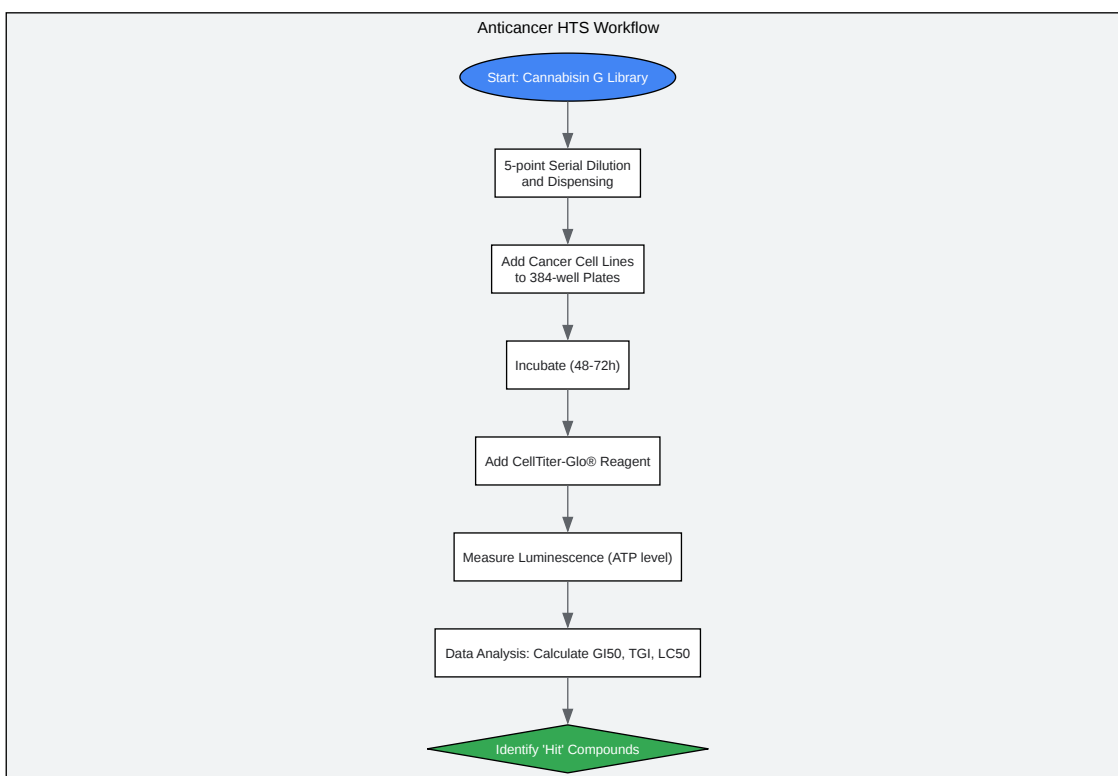 Anticancer HTS Workflow
Start: Cannabisin G Library
5-point Serial Dilution
and Dispensing
Add Cancer Cell Lines
to 384-well Plates
Incubate (48-72h)
Add CellTiter-Glo® Reagent
Measure Luminescence (ATP level)
Data Analysis: Calculate GI50, TGI, LC50
Identify 'Hit' Compounds